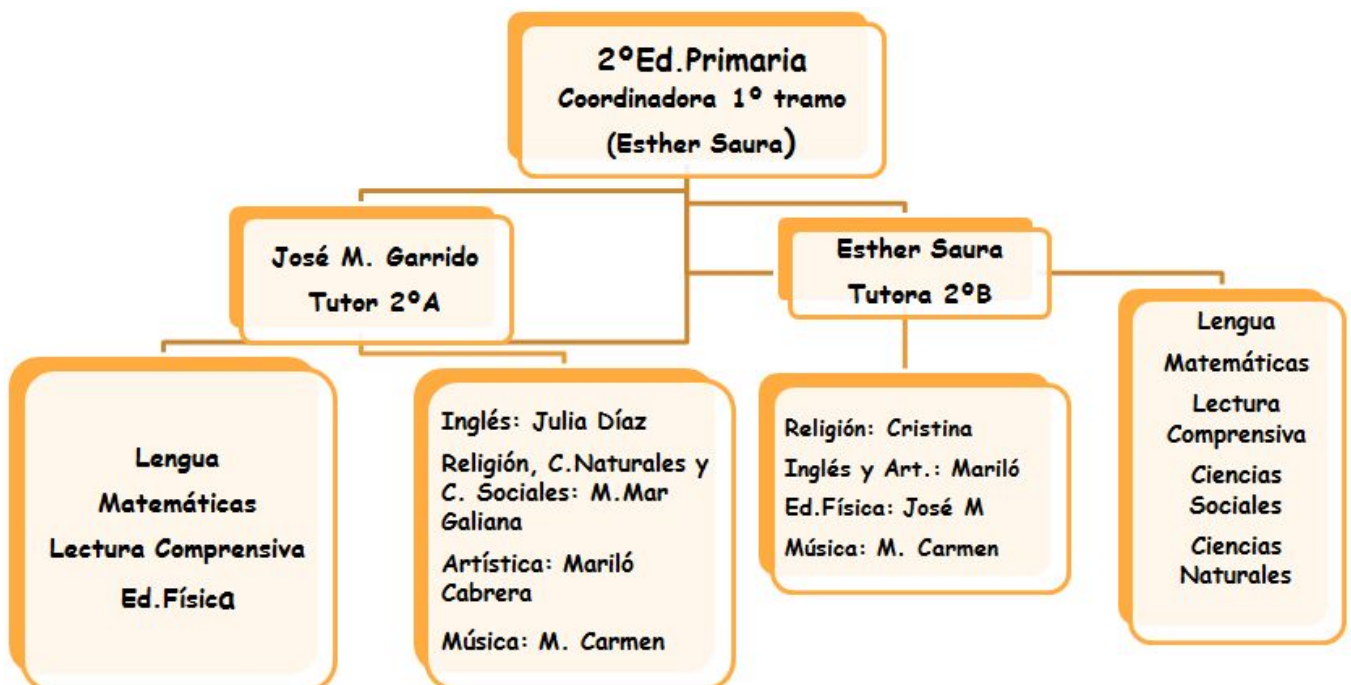 2ºEd.Primaria
Coordinadora 1º tramo
(Esther Saura)
José M. Garrido
Tutor 2ºA
Esther Saura
Tutora 2ºB
Lengua
Matemáticas
Lectura Comprensiva
Ed.Física
Inglés: Julia Díaz
Religión, C.Naturales y
C. Sociales: M.Mar
Galiana
Artística: Mariló
Cabrera
Música: M. Carmen
Religión: Cristina
Inglés y Art.: Mariló
Ed.Física: José M
Música: M. Carmen
Lengua
Matemáticas
Lectura
Comprensiva
Ciencias
Sociales
Ciencias
Naturales